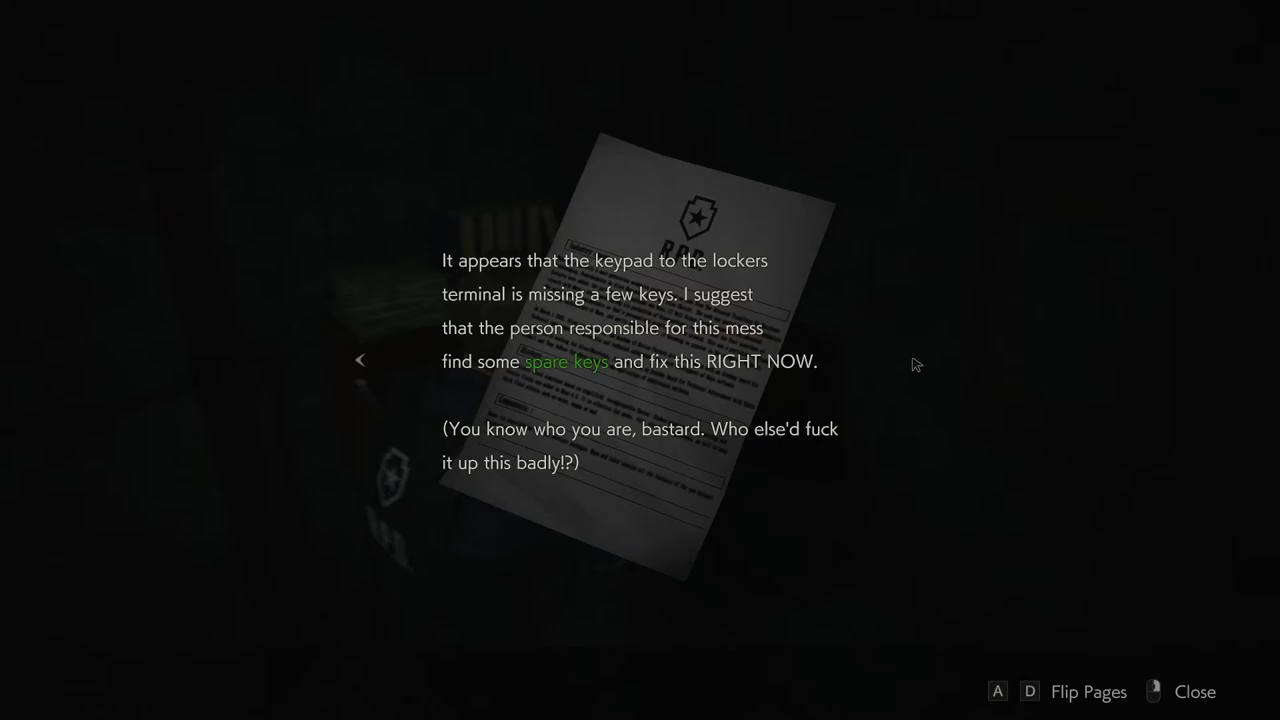 R.P.D.
It appears that the keypad to the lockers
terminal is missing a few keys. I suggest
that the person responsible for this mess
find some spare keys and fix this RIGHT NOW.
(You know who you are, bastard. Who else'd fuck
it up this badly!?)
A D Flip Pages Close